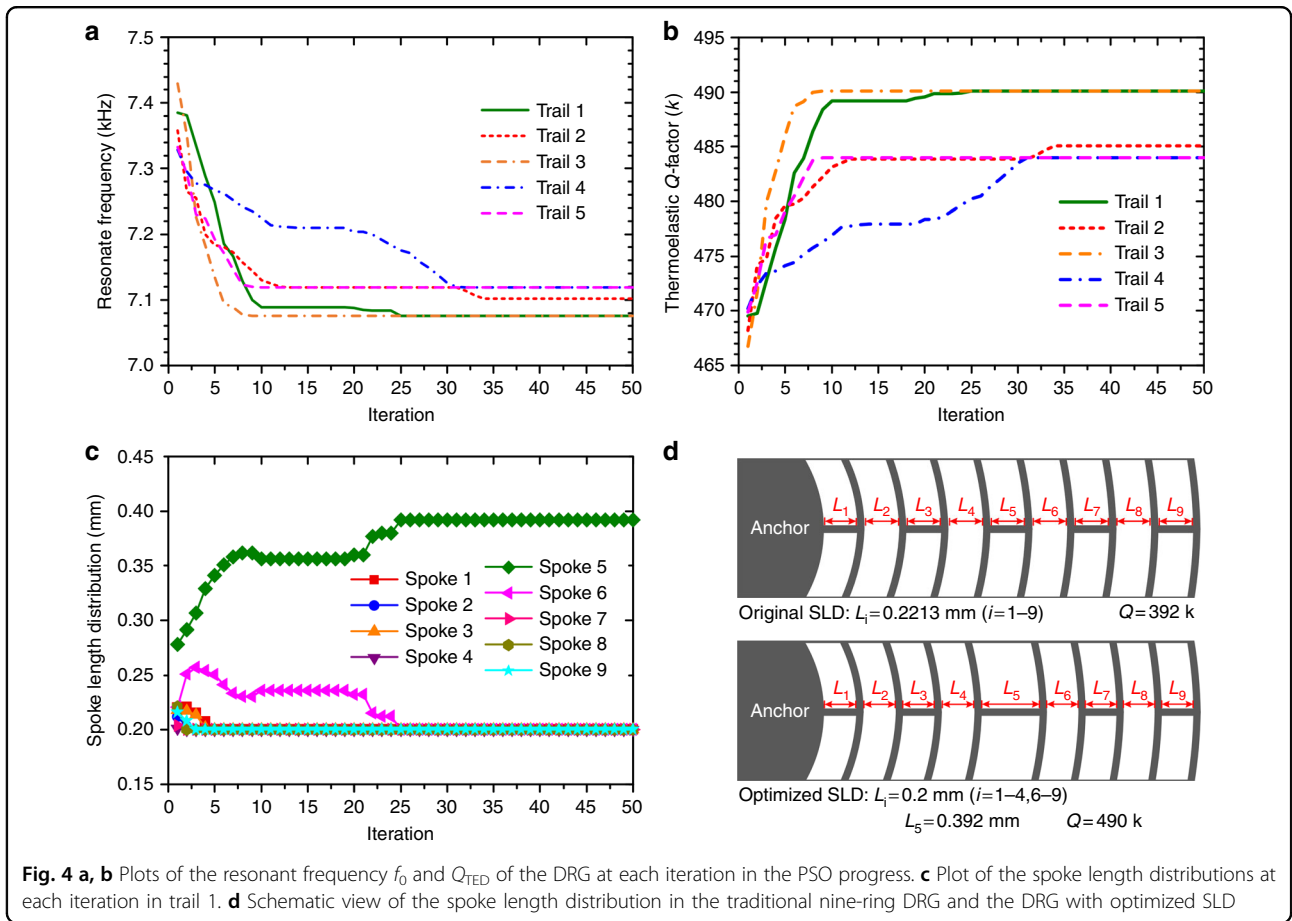 a
7.5
7.4
7.3
7.2
7.1
7.0
0 5 10 15 20 25 30 35 40 45 50
Resonate frequency (kHz)
Iteration
Trail 1
Trail 2
Trail 3
Trail 4
Trail 5
b
495
490
485
480
475
470
465
0 5 10 15 20 25 30 35 40 45 50
Thermoelastic Q-factor (k)
Iteration
Trail 1
Trail 2
Trail 3
Trail 4
Trail 5
c
0.45
0.40
0.35
0.30
0.25
0.20
0.15
0 5 10 15 20 25 30 35 40 45 50
Spoke length distribution (mm)
Iteration
Spoke 1
Spoke 2
Spoke 3
Spoke 4
Spoke 5
Spoke 6
Spoke 7
Spoke 8
Spoke 9
d
Anchor
L1 L2 L3 L4 L5 L6 L7 L8 L9
Original SLD: Li=0.2213 mm (i=1–9) Q=392 k
Anchor
L1 L2 L3 L4 L5 L6 L7 L8 L9
Optimized SLD: Li=0.2 mm (i=1–4,6–9)
L5=0.392 mm Q=490 k
Fig. 4 a, b Plots of the resonant frequency f0 and QTED of the DRG at each iteration in the PSO progress. c Plot of the spoke length distributions at
each iteration in trail 1. d Schematic view of the spoke length distribution in the traditional nine-ring DRG and the DRG with optimized SLD